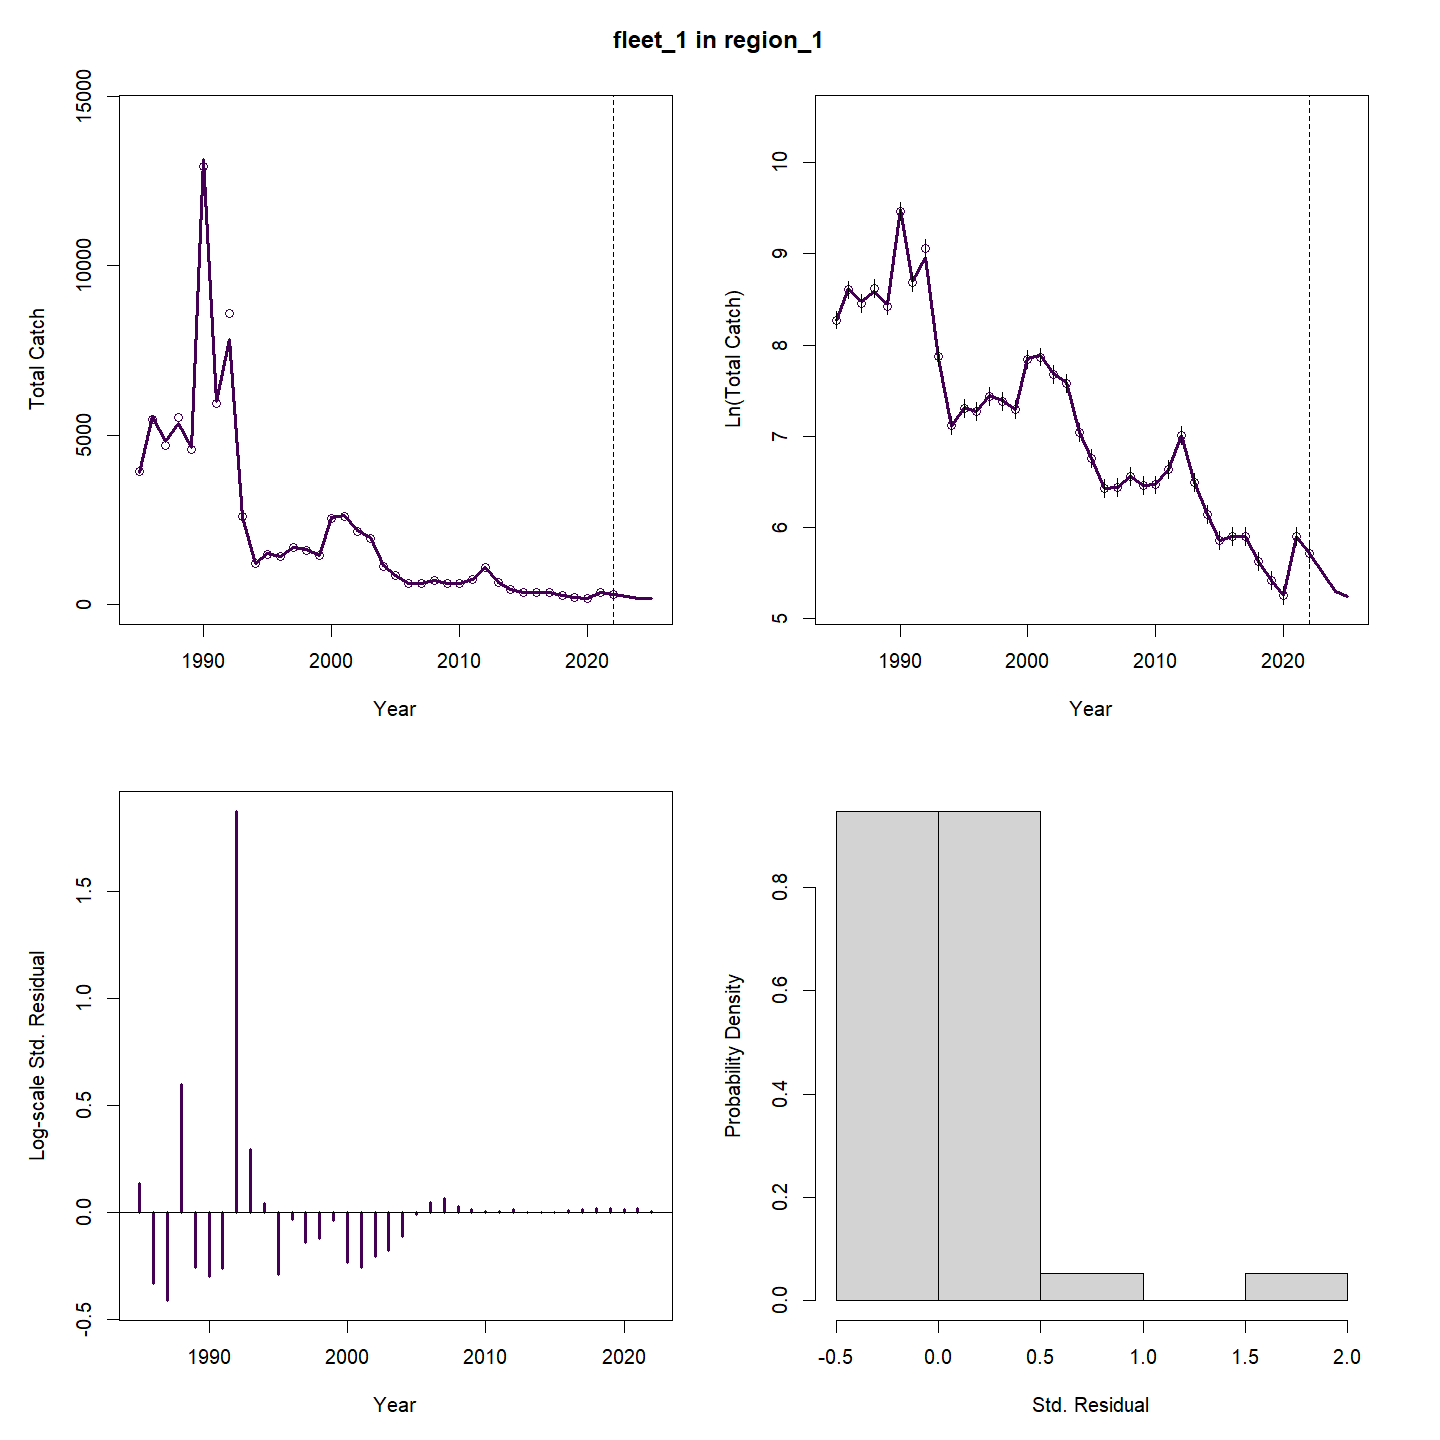 fleet_1 in region_1
Total Catch
15000
10000
5000
0
1990 2000 2010 2020
Year
Ln(Total Catch)
10
9
8
7
6
5
1990 2000 2010 2020
Year
Log-scale Std. Residual
1.5
1.0
0.5
0.0
-0.5
1990 2000 2010 2020
Year
Probability Density
0.8
0.6
0.4
0.2
0.0
-0.5 0.0 0.5 1.0 1.5 2.0
Std. Residual